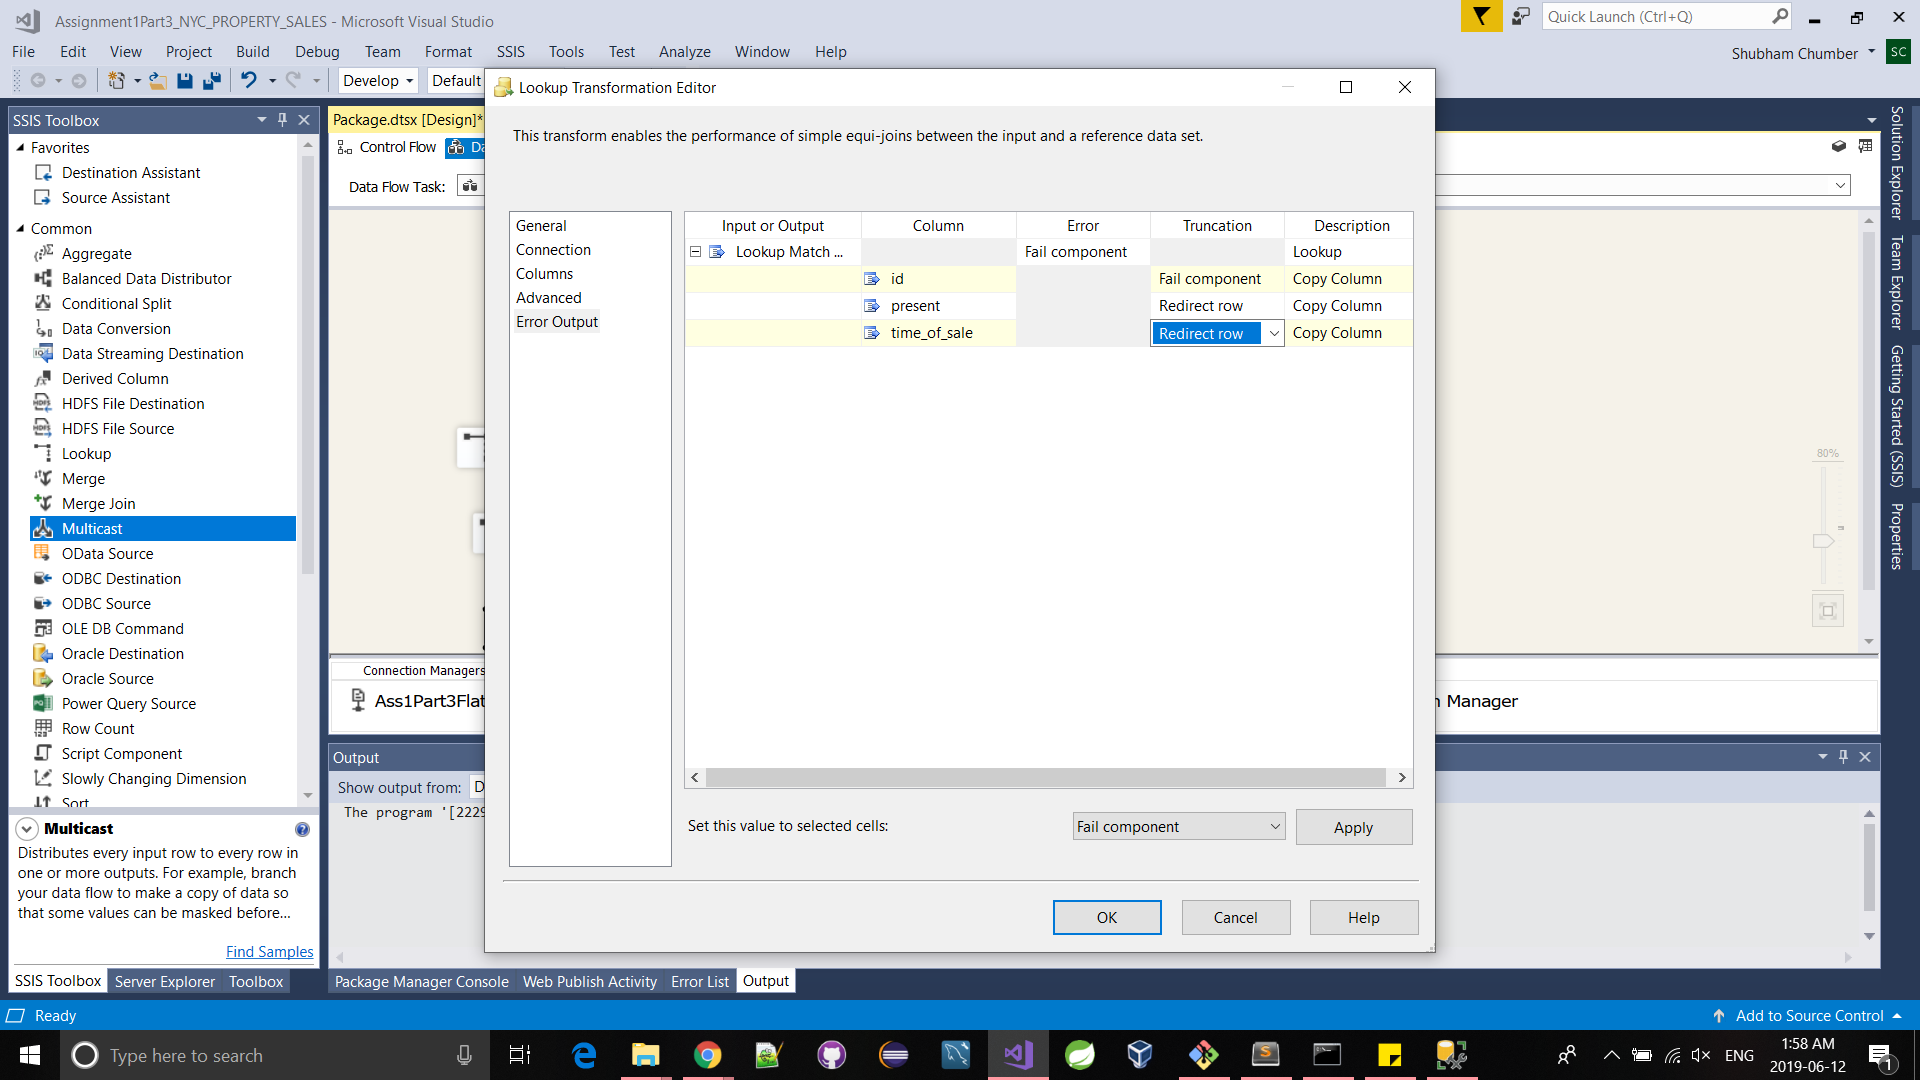 Assignment1Part3_NYC_PROPERTY_SALES - Microsoft Visual Studio
Quick Launch (Ctrl+Q)
File Edit View Project Build Debug Team Format SSIS Tools Test Analyze Window Help
Shubham Chumber SC
Develop Default
SSIS Toolbox
Favorites
Destination Assistant
Source Assistant
Common
Aggregate
Balanced Data Distributor
Conditional Split
Data Conversion
Data Streaming Destination
Derived Column
HDFS File Destination
HDFS File Source
Lookup
Merge
Merge Join
Multicast
OData Source
ODBC Destination
ODBC Source
OLE DB Command
Oracle Destination
Oracle Source
Power Query Source
Row Count
Script Component
Slowly Changing Dimension
Sort
Multicast
Distributes every input row to every row in
one or more outputs. For example, branch
your data flow to make a copy of data so
that some values can be masked before...
Find Samples
SSIS Toolbox Server Explorer Toolbox
Package.dtsx [Design]*
Control Flow Da
Data Flow Task:
Connection Managers
Ass1Part3Flat
n Manager
Output
Show output from: D
The program '[2229
Package Manager Console Web Publish Activity Error List Output
Lookup Transformation Editor
This transform enables the performance of simple equi-joins between the input and a reference data set.
General
Connection
Columns
Advanced
Error Output
Input or Output Column Error Truncation Description
Lookup Match ... Fail component Lookup
id Fail component Copy Column
present Redirect row Copy Column
time_of_sale Redirect row Copy Column
Set this value to selected cells: Fail component Apply
OK Cancel Help
80%
Solution Explorer
Team Explorer
Getting Started (SSIS)
Properties
Ready
Add to Source Control
Type here to search
ENG
1:58 AM
2019-06-12
1